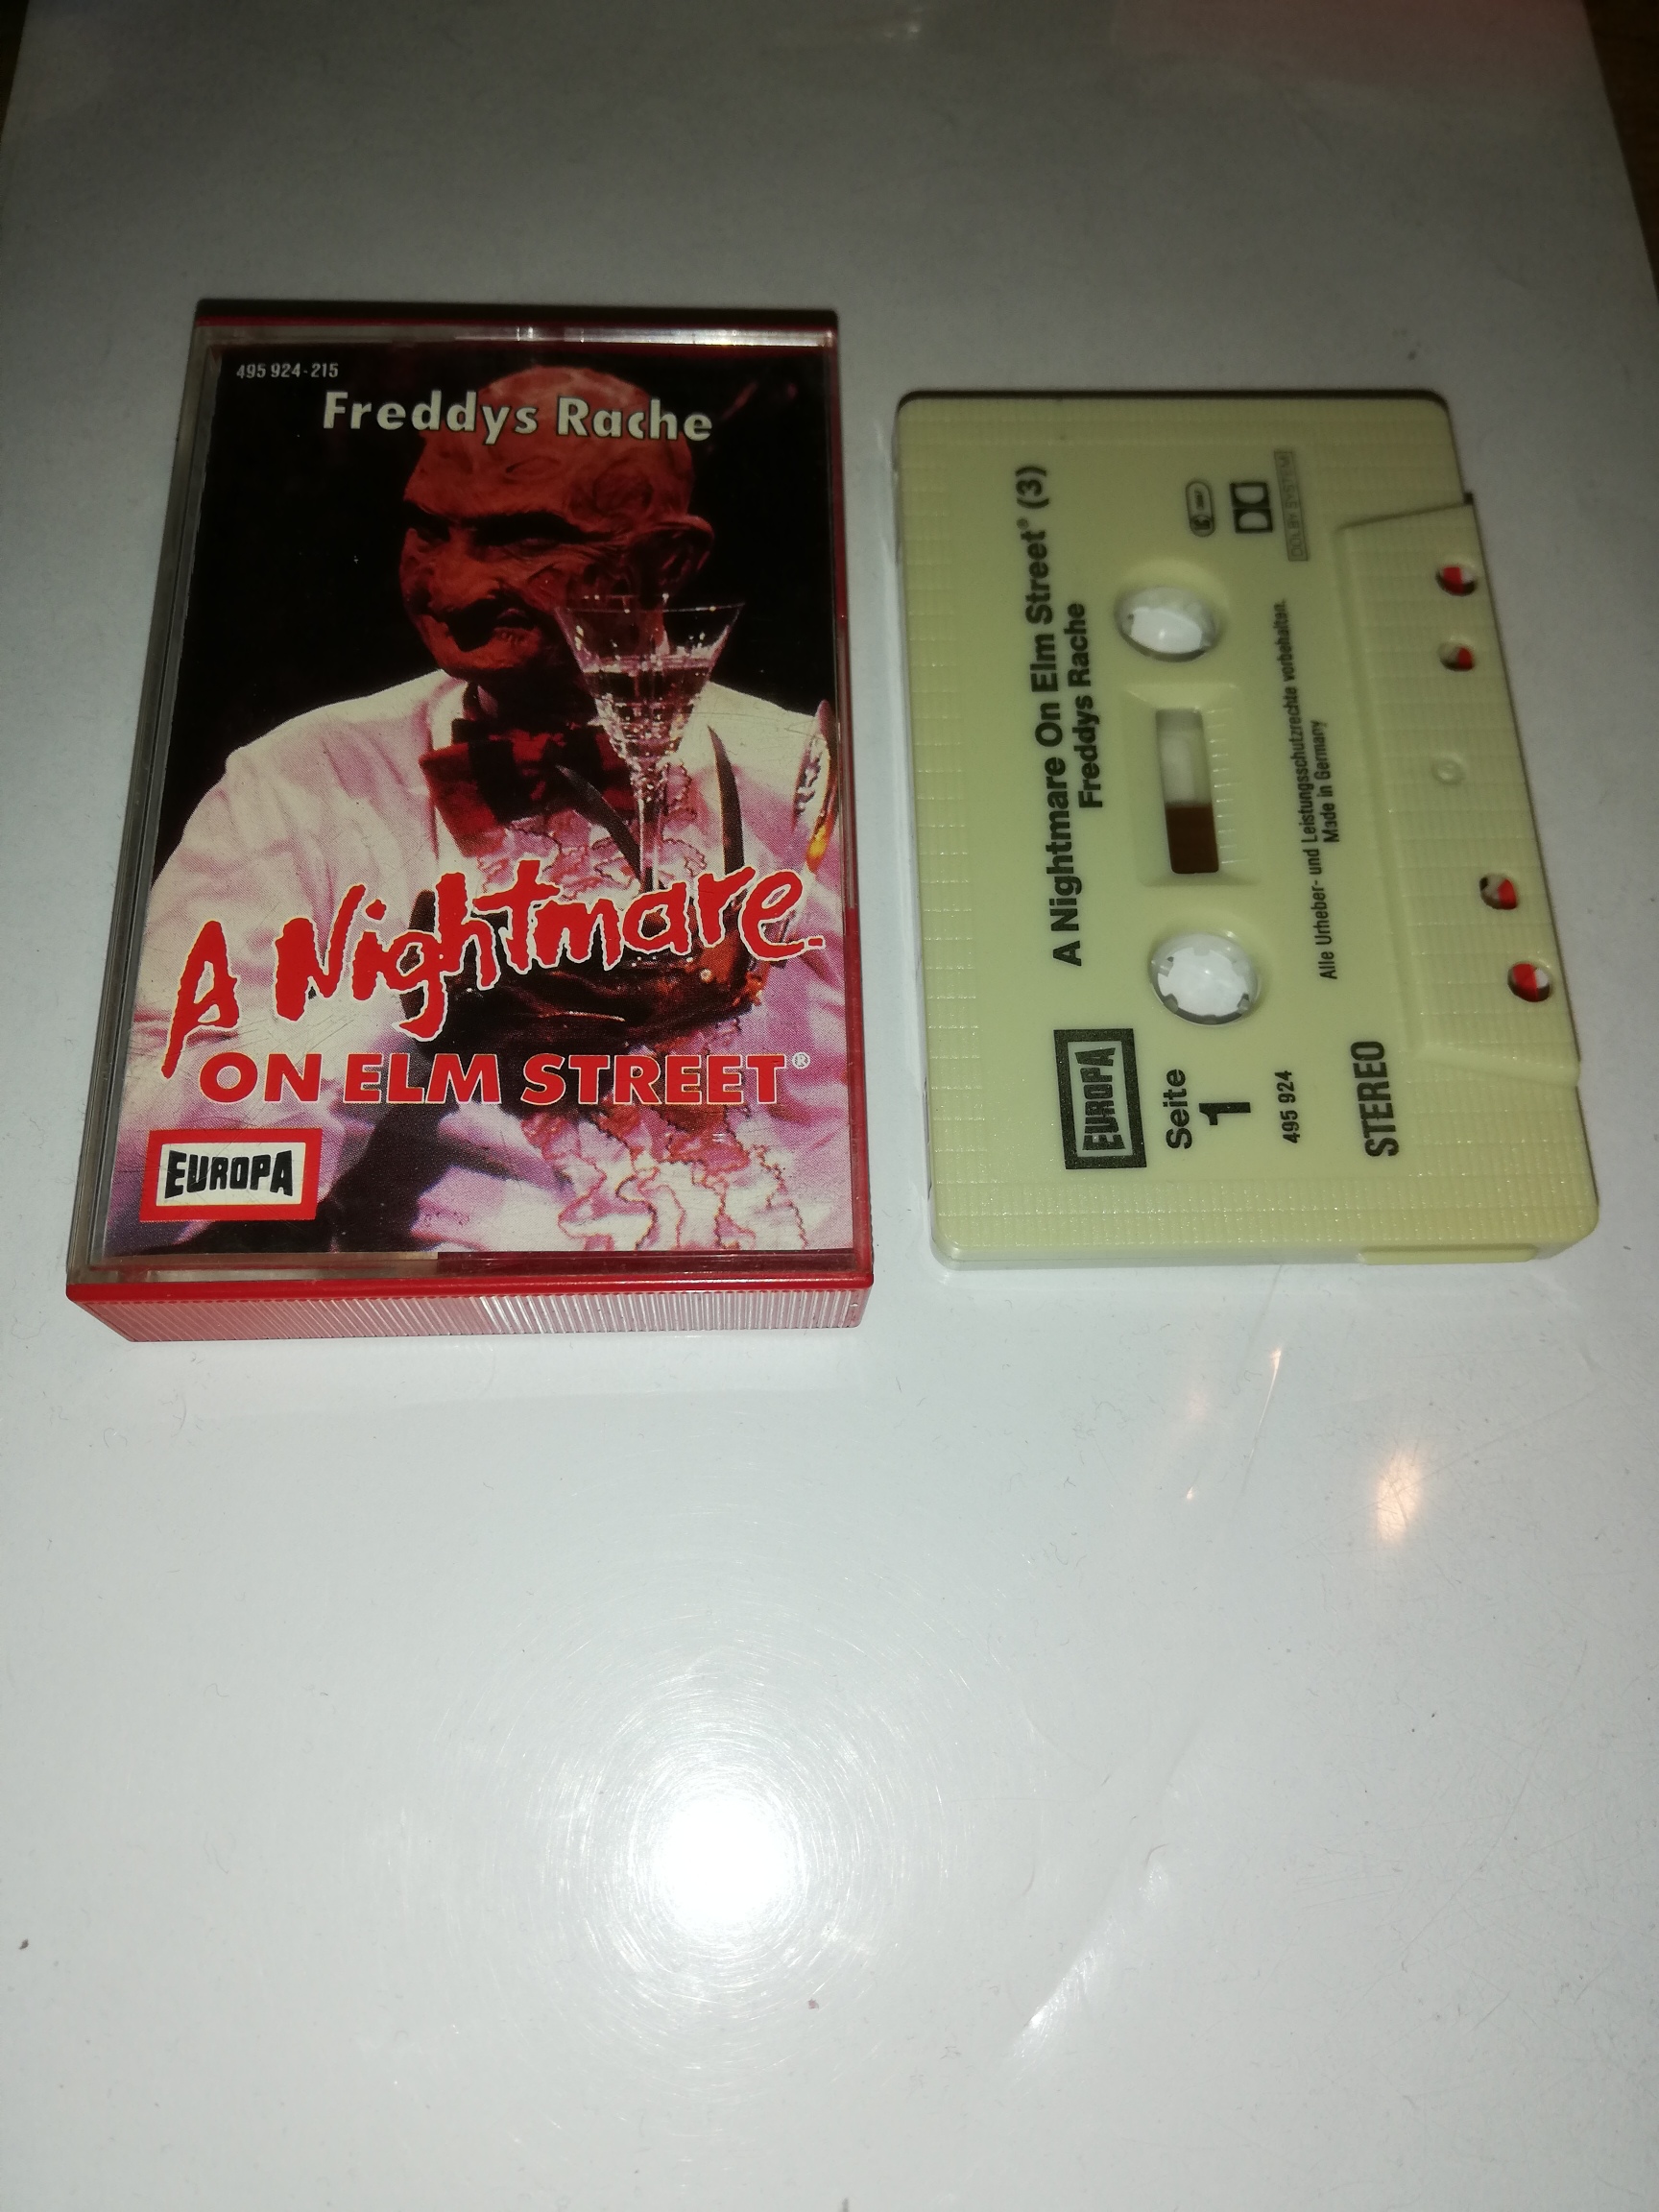 495 924-215
Freddys Rache
A Nightmare
ON ELM STREET®
EUROPA
A Nightmare On Elm Street® (3)
Freddys Rache
EUROPA
Seite
1
495 924
Alle Urheber- und Leistungsschutzrechte vorbehalten.
Made in Germany
DOLBY SYSTEM
STEREO